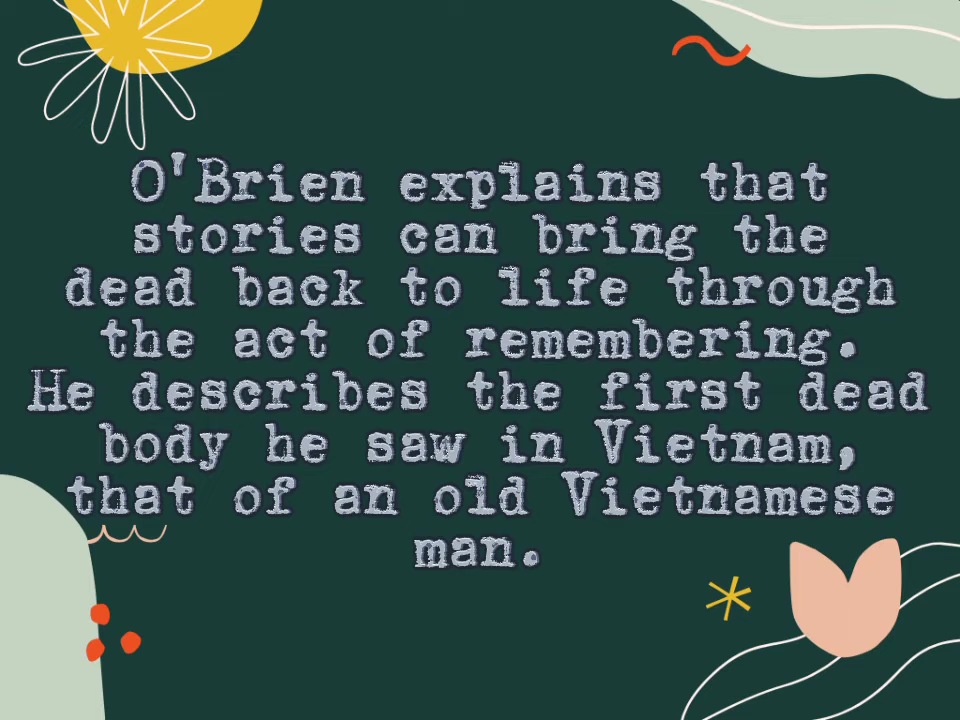 O'Brien explains that
stories can bring the
dead back to life through
the act of remembering.
He describes the first dead
body he saw in Vietnam,
that of an old Vietnamese
man.